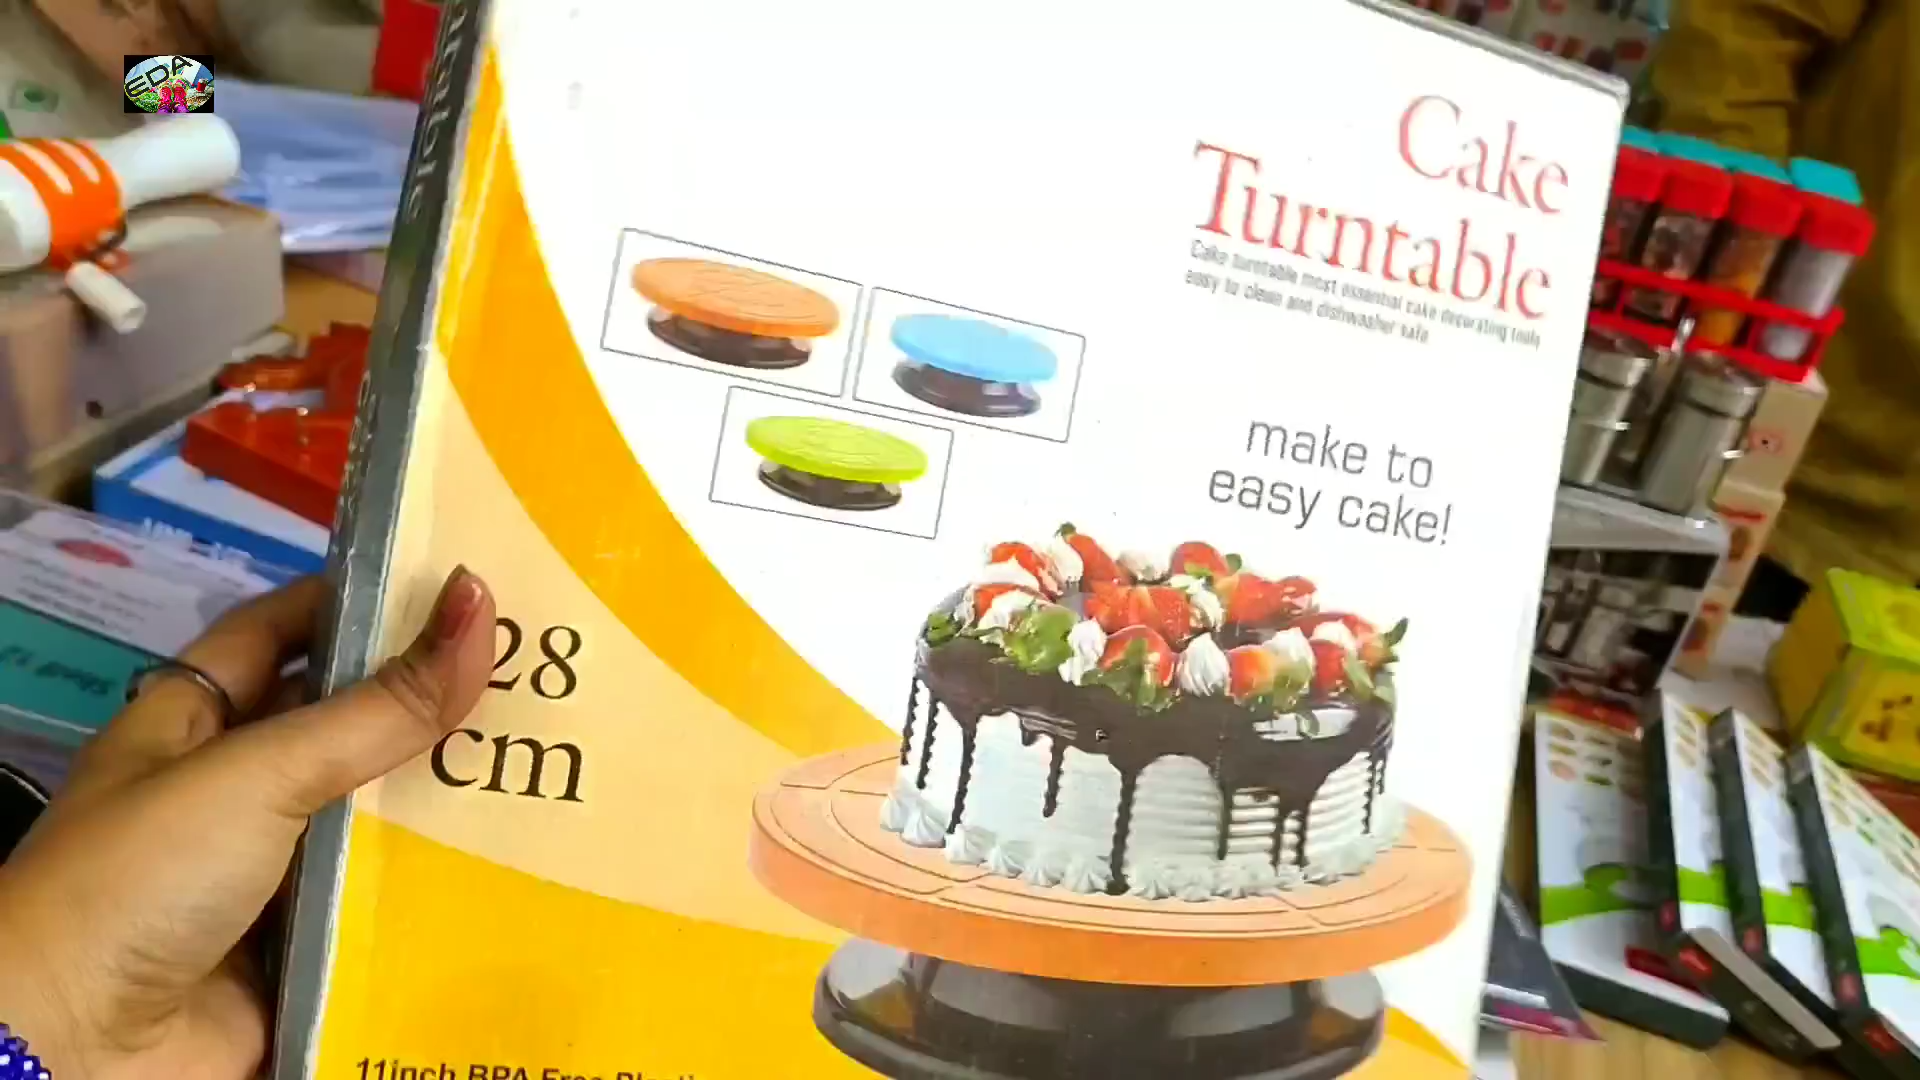 EDA
Cake
Turntable
Cake turntable most essential cake decorating tools
easy to clean and dishwasher safe
make to
easy cake!
28
cm
11inch BPA Free